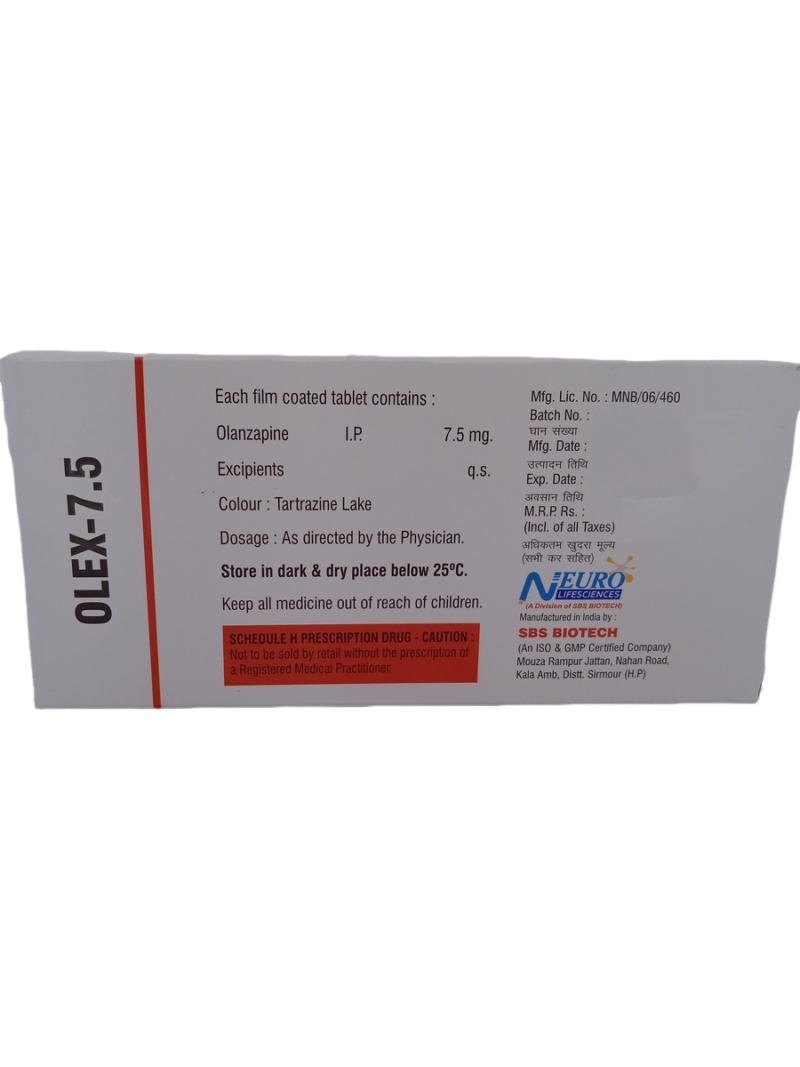 OLEX-7.5
Each film coated tablet contains :
Olanzapine I.P. 7.5 mg.
Excipients q.s.
Colour : Tartrazine Lake
Dosage : As directed by the Physician.
Store in dark & dry place below 25ºC.
Keep all medicine out of reach of children.
SCHEDULE H PRESCRIPTION DRUG - CAUTION :
Not to be sold by retail without the prescription of
a Registered Medical Practitioner.
Mfg. Lic. No. : MNB/06/460
Batch No. :
घान संख्या
Mfg. Date :
उत्पादन तिथि
Exp. Date :
अवसान तिथि
M.R.P. Rs. :
(Incl. of all Taxes)
अधिकतम खुदरा मूल्य
(सभी कर सहित)
NEURO
LIFESCIENCES
(A Division of SBS BIOTECH)
Manufactured in India by :
SBS BIOTECH
(An ISO & GMP Certified Company)
Mouza Rampur Jattan, Nahan Road,
Kala Amb, Distt. Sirmour (H.P)